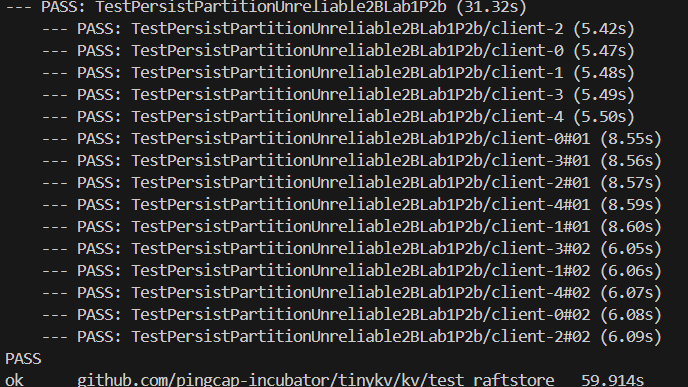 --- PASS: TestPersistPartitionUnreliable2BLab1P2b (31.32s)
    --- PASS: TestPersistPartitionUnreliable2BLab1P2b/client-2 (5.42s)
    --- PASS: TestPersistPartitionUnreliable2BLab1P2b/client-0 (5.47s)
    --- PASS: TestPersistPartitionUnreliable2BLab1P2b/client-1 (5.48s)
    --- PASS: TestPersistPartitionUnreliable2BLab1P2b/client-3 (5.49s)
    --- PASS: TestPersistPartitionUnreliable2BLab1P2b/client-4 (5.50s)
    --- PASS: TestPersistPartitionUnreliable2BLab1P2b/client-0#01 (8.55s)
    --- PASS: TestPersistPartitionUnreliable2BLab1P2b/client-3#01 (8.56s)
    --- PASS: TestPersistPartitionUnreliable2BLab1P2b/client-2#01 (8.57s)
    --- PASS: TestPersistPartitionUnreliable2BLab1P2b/client-4#01 (8.59s)
    --- PASS: TestPersistPartitionUnreliable2BLab1P2b/client-1#01 (8.60s)
    --- PASS: TestPersistPartitionUnreliable2BLab1P2b/client-3#02 (6.05s)
    --- PASS: TestPersistPartitionUnreliable2BLab1P2b/client-1#02 (6.06s)
    --- PASS: TestPersistPartitionUnreliable2BLab1P2b/client-4#02 (6.07s)
    --- PASS: TestPersistPartitionUnreliable2BLab1P2b/client-0#02 (6.08s)
    --- PASS: TestPersistPartitionUnreliable2BLab1P2b/client-2#02 (6.09s)
PASS
ok      github.com/pingcap-incubator/tinykv/kv/test_raftstore   59.914s